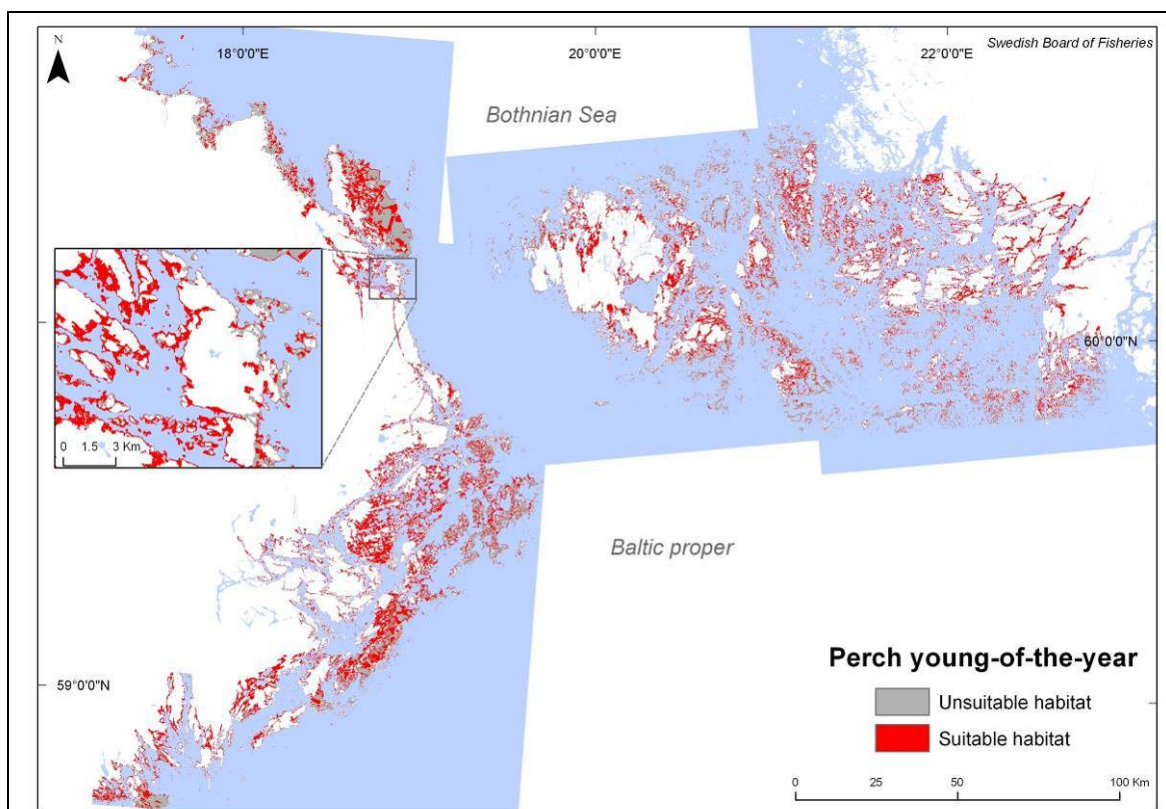 N
18°0'0"E
20°0'0"E
22°0'0"E
Swedish Board of Fisheries
Bothnian Sea
60°0'0"N
0 1.5 3 Km
Baltic proper
59°0'0"N
Perch young-of-the-year
Unsuitable habitat
Suitable habitat
0 25 50 100 Km